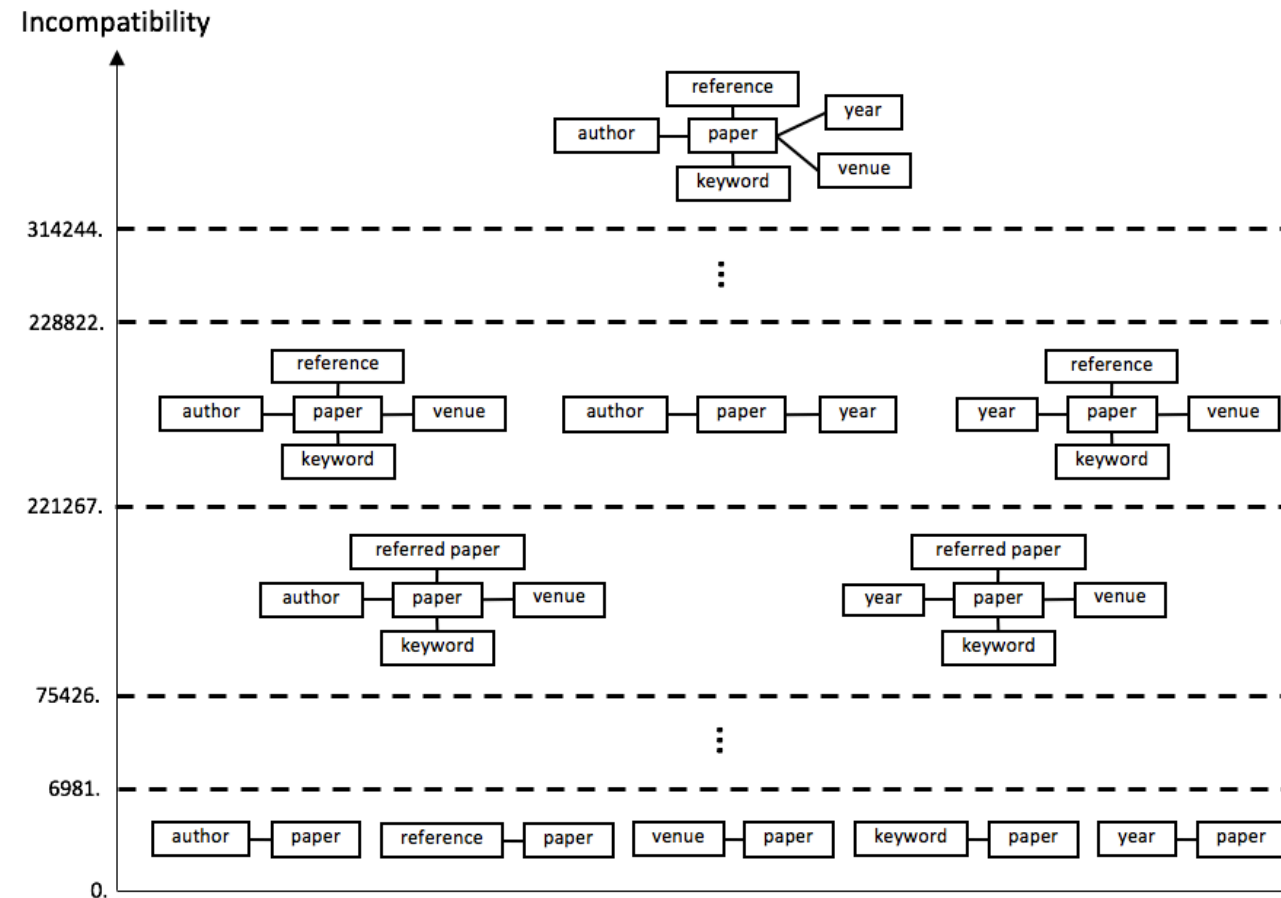 Incompatibility
reference
year
author
paper
venue
keyword
314244.
⋮
228822.
reference
reference
author
paper
venue
author
paper
year
year
paper
venue
keyword
keyword
221267.
referred paper
referred paper
author
paper
venue
year
paper
venue
keyword
keyword
75426.
⋮
6981.
author
paper
reference
paper
venue
paper
keyword
paper
year
paper
0.